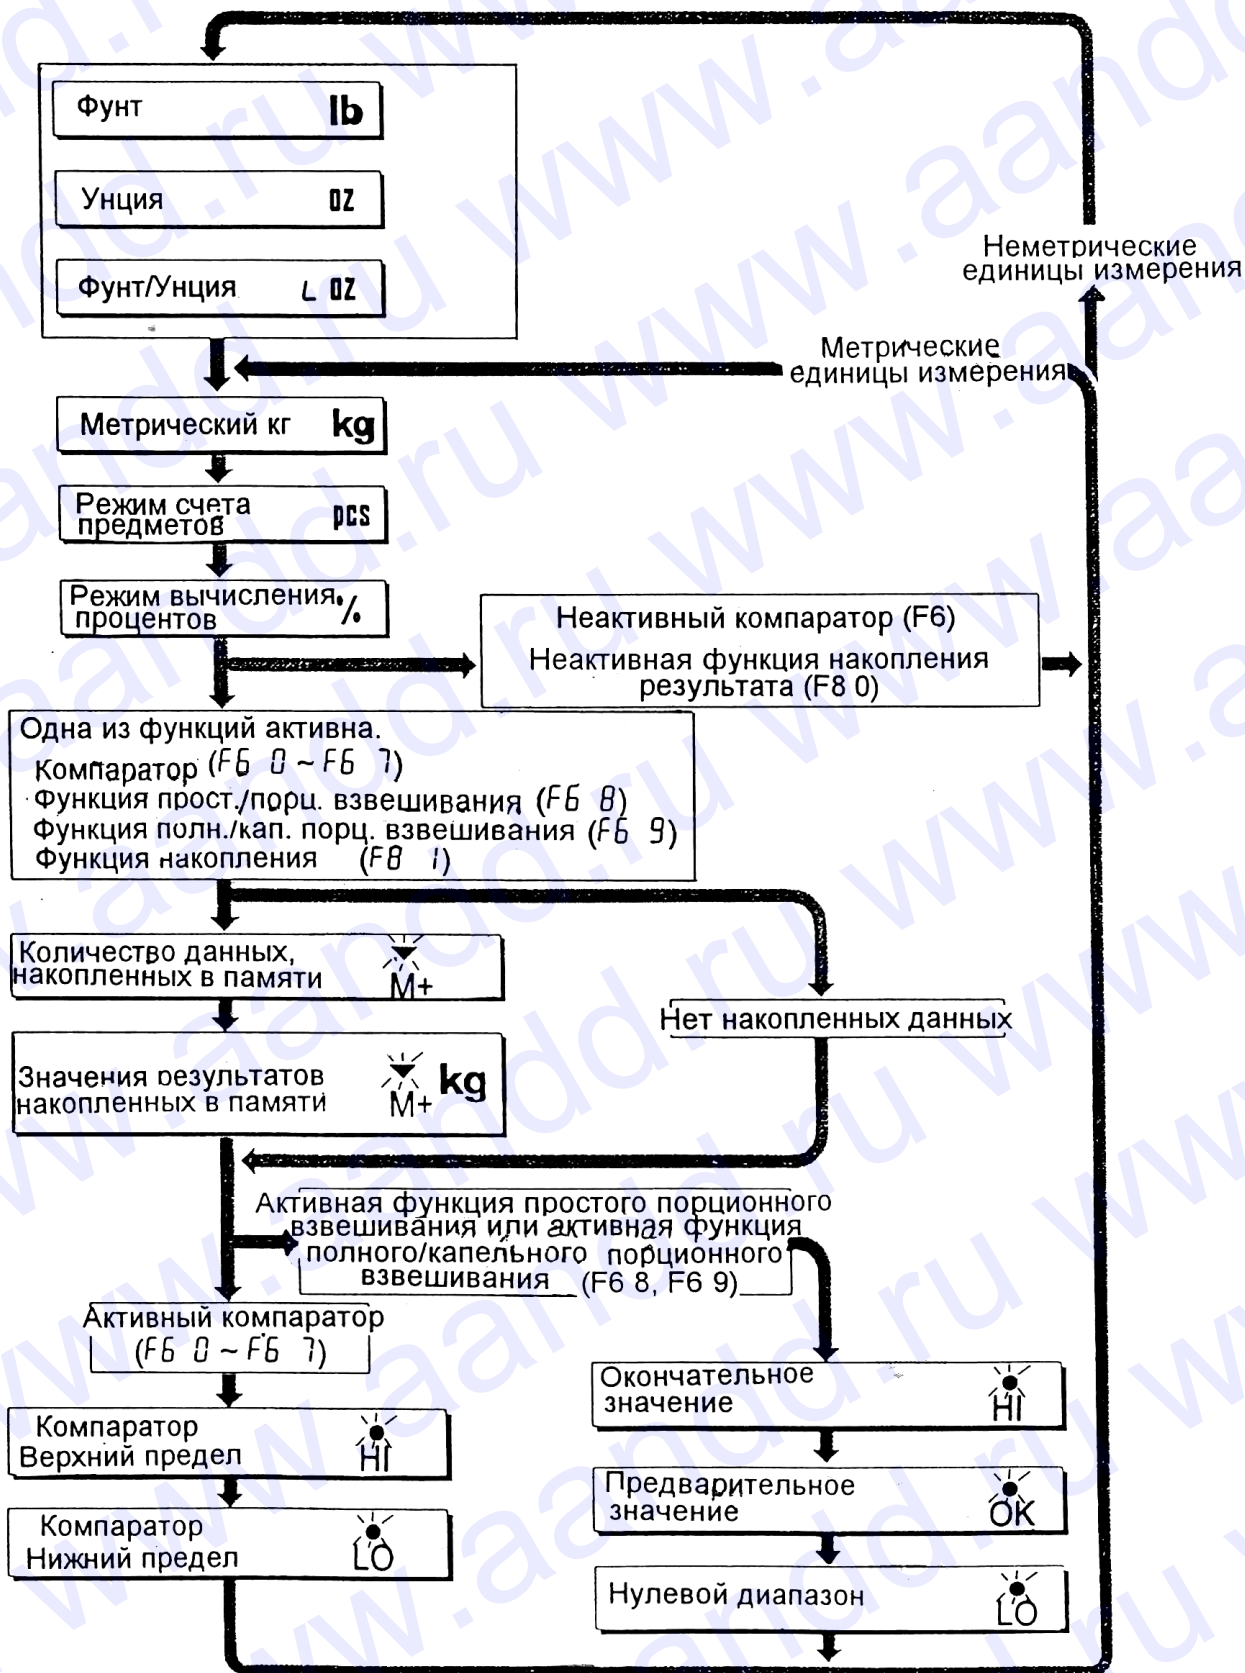 Фунт lb
Унция OZ
Фунт/Унция L OZ
Неметрические
единицы измерения
Метрические
единицы измерения
Метрический кг kg
Режим счета
предметов pcs
Режим вычисления
процентов %
Неактивный компаратор (F6)
Неактивная функция накопления
результата (F8 0)
Одна из функций активна.
Компаратор (F6 0 ~ F6 7)
Функция прост./порц. взвешивания (F6 8)
Функция полн./кап. порц. взвешивания (F6 9)
Функция накопления (F8 1)
Количество данных,
накопленных в памяти M+
Нет накопленных данных
Значения результатов
накопленных в памяти M+ kg
Активная функция простого порционного
взвешивания или активная функция
полного/капельного порционного
взвешивания (F6 8, F6 9)
Активный компаратор
(F6 0 ~ F6 7)
Окончательное
значение HI
Компаратор
Верхний предел HI
Предварительное
значение OK
Компаратор
Нижний предел LO
Нулевой диапазон LO
www.aandd.ru